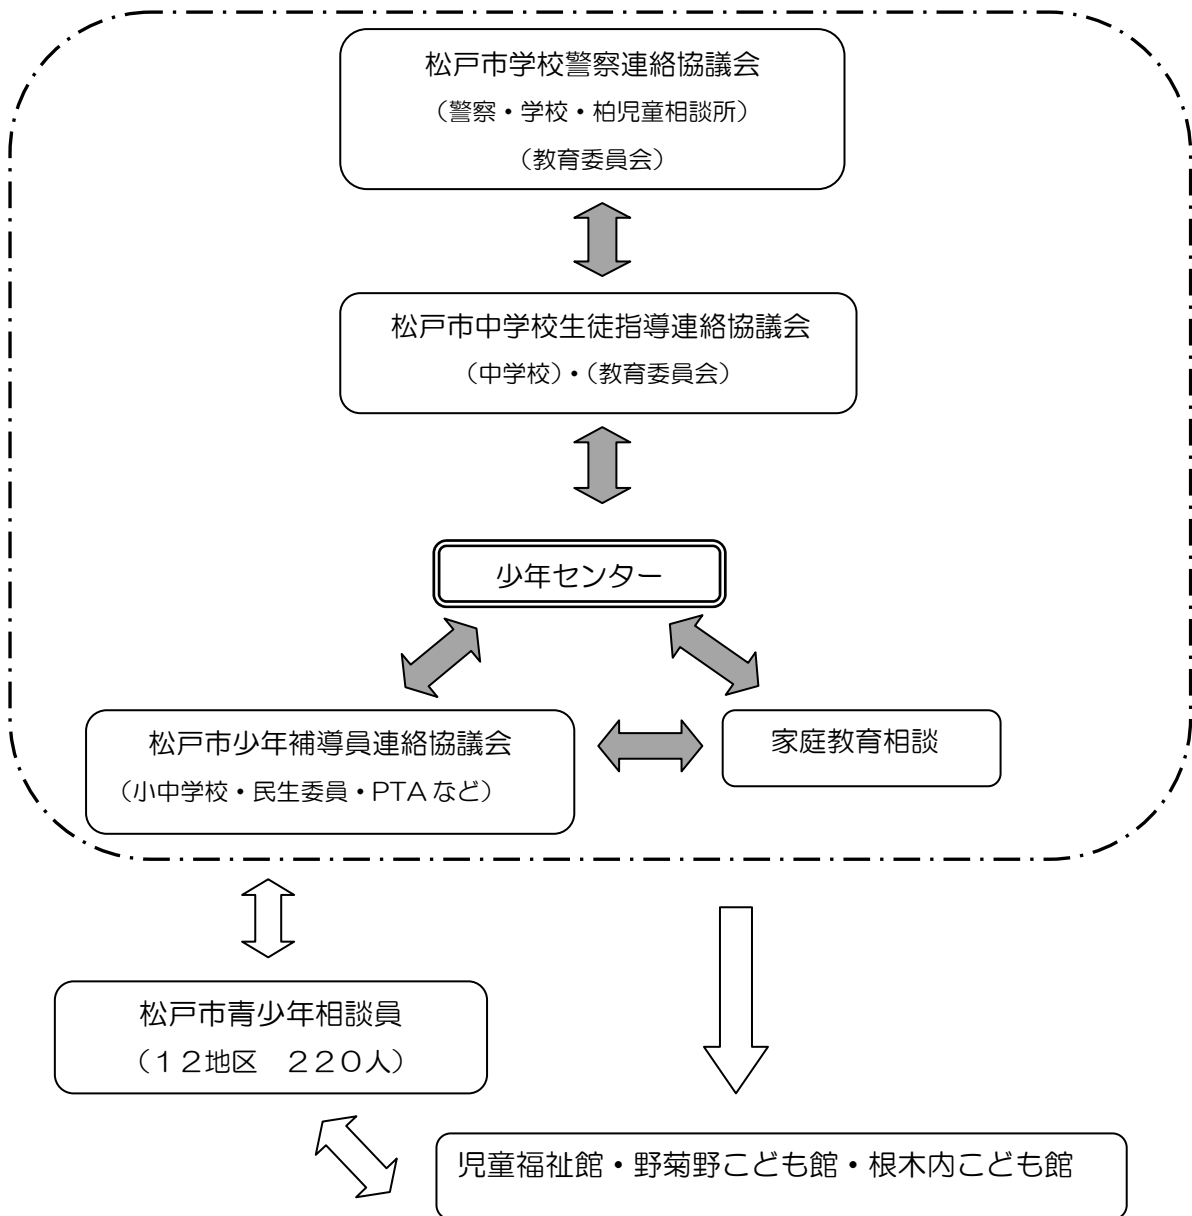 松戸市学校警察連絡協議会
（警察・学校・柏児童相談所）
（教育委員会）
松戸市中学校生徒指導連絡協議会
（中学校）・（教育委員会）
少年センター
松戸市少年補導員連絡協議会
（小中学校・民生委員・PTAなど）
家庭教育相談
松戸市青少年相談員
（１２地区　２２０人）
児童福祉館・野菊野こども館・根木内こども館